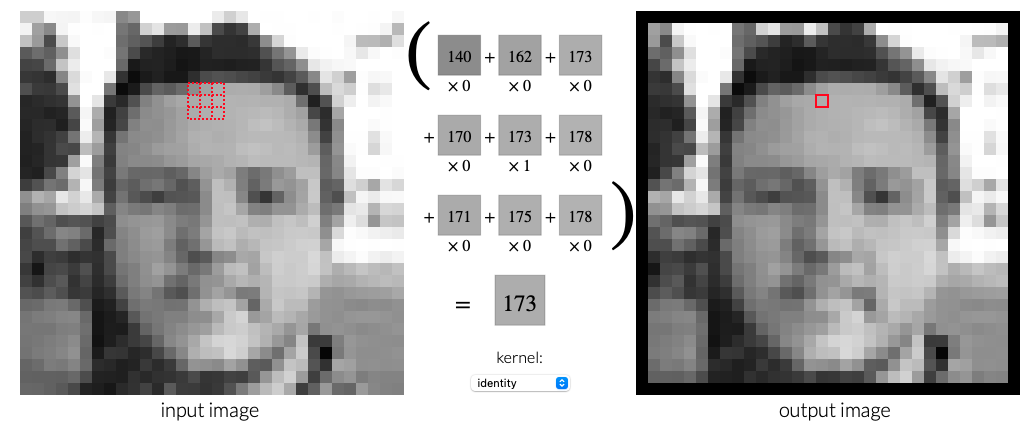 ( 140 + 162 + 173
× 0 × 0 × 0
+ 170 + 173 + 178
× 0 × 1 × 0
+ 171 + 175 + 178 )
× 0 × 0 × 0
= 173
kernel:
identity
input image
output image